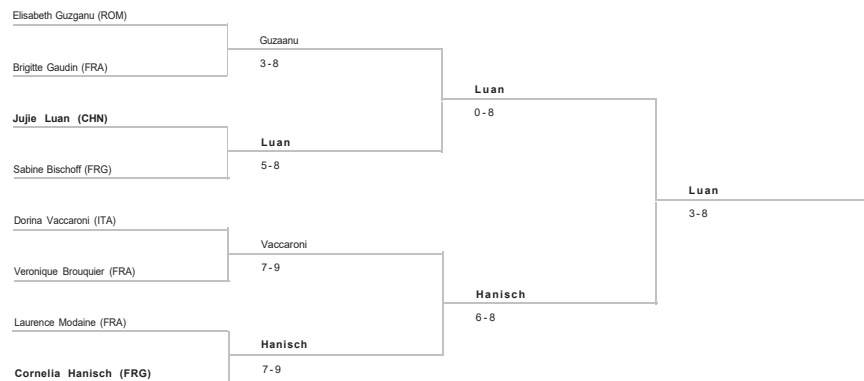 Elisabeth Guzganu (ROM)
Guzaanu
3-8
Brigitte Gaudin (FRA)
Luan
0-8
Jujie Luan (CHN)
Luan
5-8
Sabine Bischoff (FRG)
Luan
3-8
Dorina Vaccaroni (ITA)
Vaccaroni
7-9
Veronique Brouquier (FRA)
Hanisch
6-8
Laurence Modaine (FRA)
Hanisch
7-9
Cornelia Hanisch (FRG)